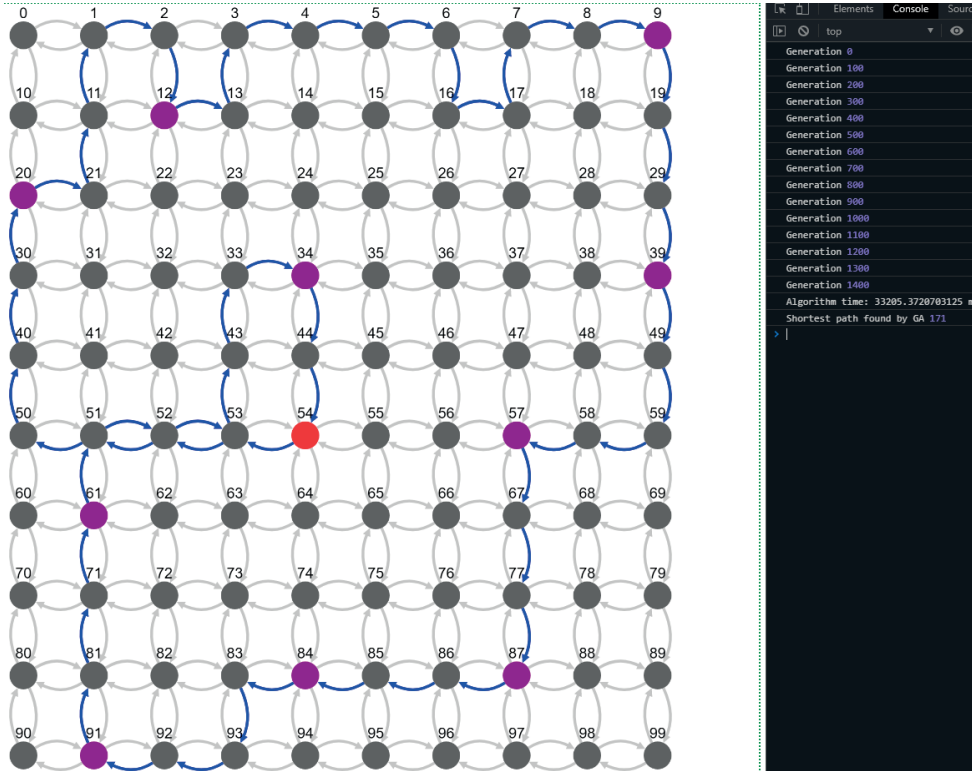 0 1 2 3 4 5 6 7 8 9
10 11 12 13 14 15 16 17 18 19
20 21 22 23 24 25 26 27 28 29
30 31 32 33 34 35 36 37 38 39
40 41 42 43 44 45 46 47 48 49
50 51 52 53 54 55 56 57 58 59
60 61 62 63 64 65 66 67 68 69
70 71 72 73 74 75 76 77 78 79
80 81 82 83 84 85 86 87 88 89
90 91 92 93 94 95 96 97 98 99
Elements Console Sourc
top
Generation 0
Generation 100
Generation 200
Generation 300
Generation 400
Generation 500
Generation 600
Generation 700
Generation 800
Generation 900
Generation 1000
Generation 1100
Generation 1200
Generation 1300
Generation 1400
Algorithm time: 33205.3720703125 m
Shortest path found by GA 171
>